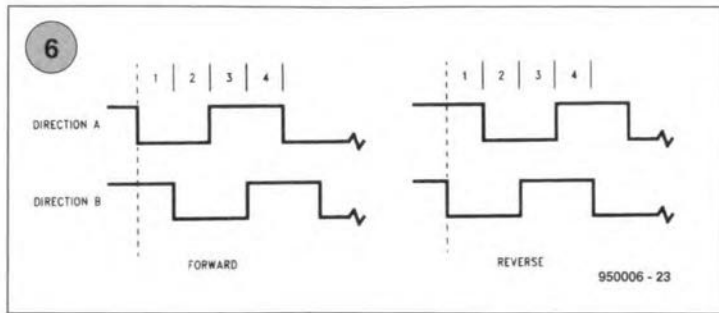 6
1 2 3 4
1 2 3 4
DIRECTION A
DIRECTION B
FORWARD
REVERSE
950006 - 23